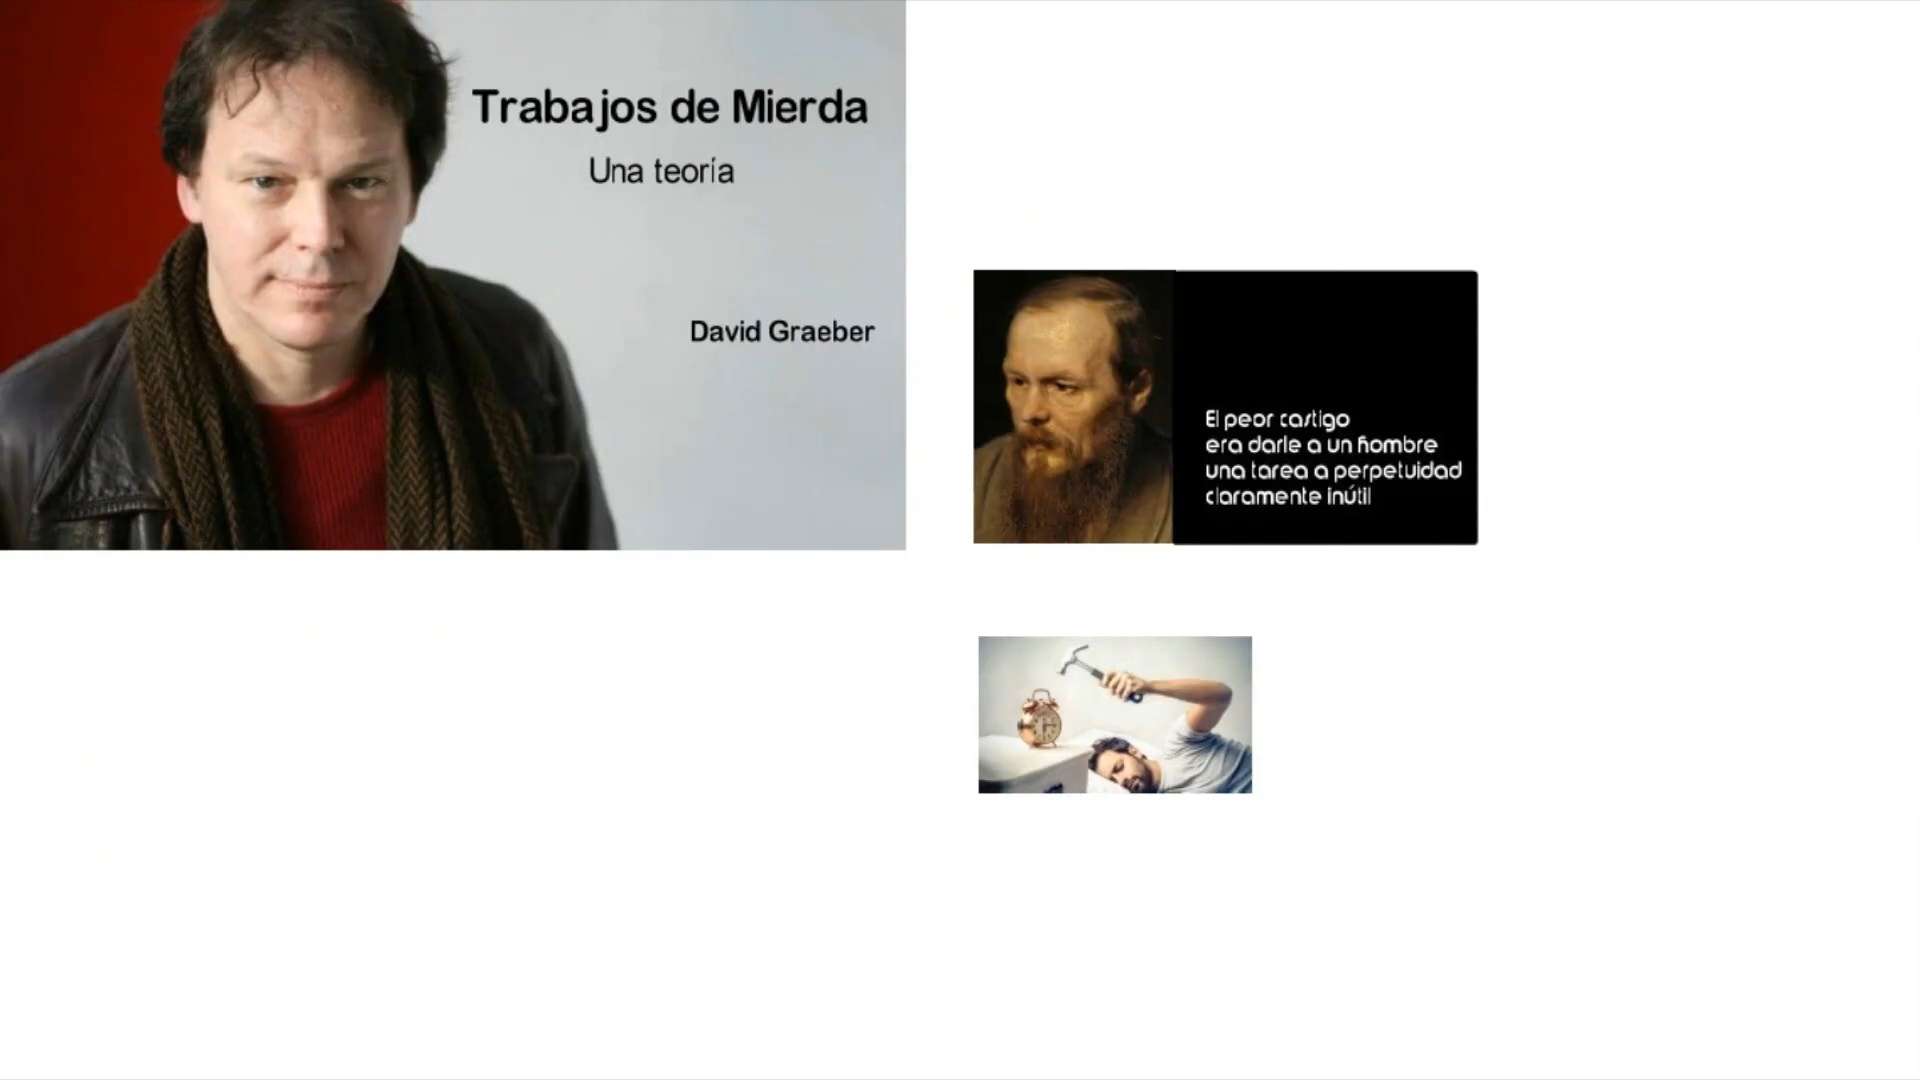 Trabajos de Mierda
Una teoría
David Graeber
El peor castigo
era darle a un hombre
una tarea a perpetuidad
claramente inútil